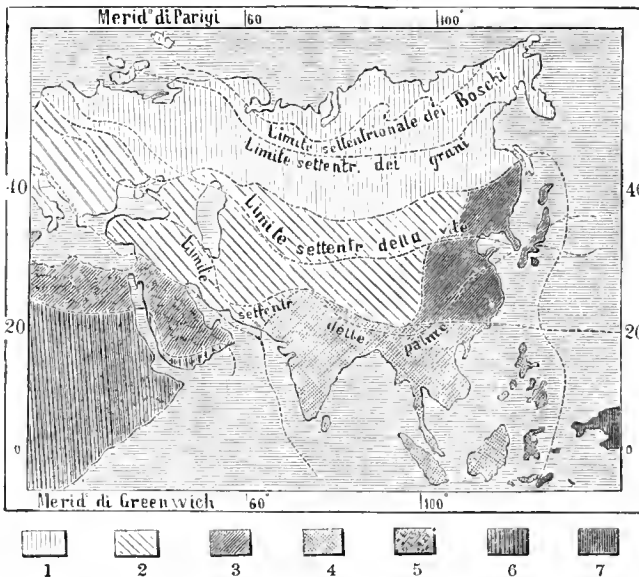 Merid.º di Parigi 60 100°
Limite settentrionale dei Boschi
Limite settentr. dei grani
40 40
Limite settentr. della vite
Limite settentr. delle palme
20 20
0 0
Merid.º di Greenwich 60° 100°
1 2 3 4 5 6 7